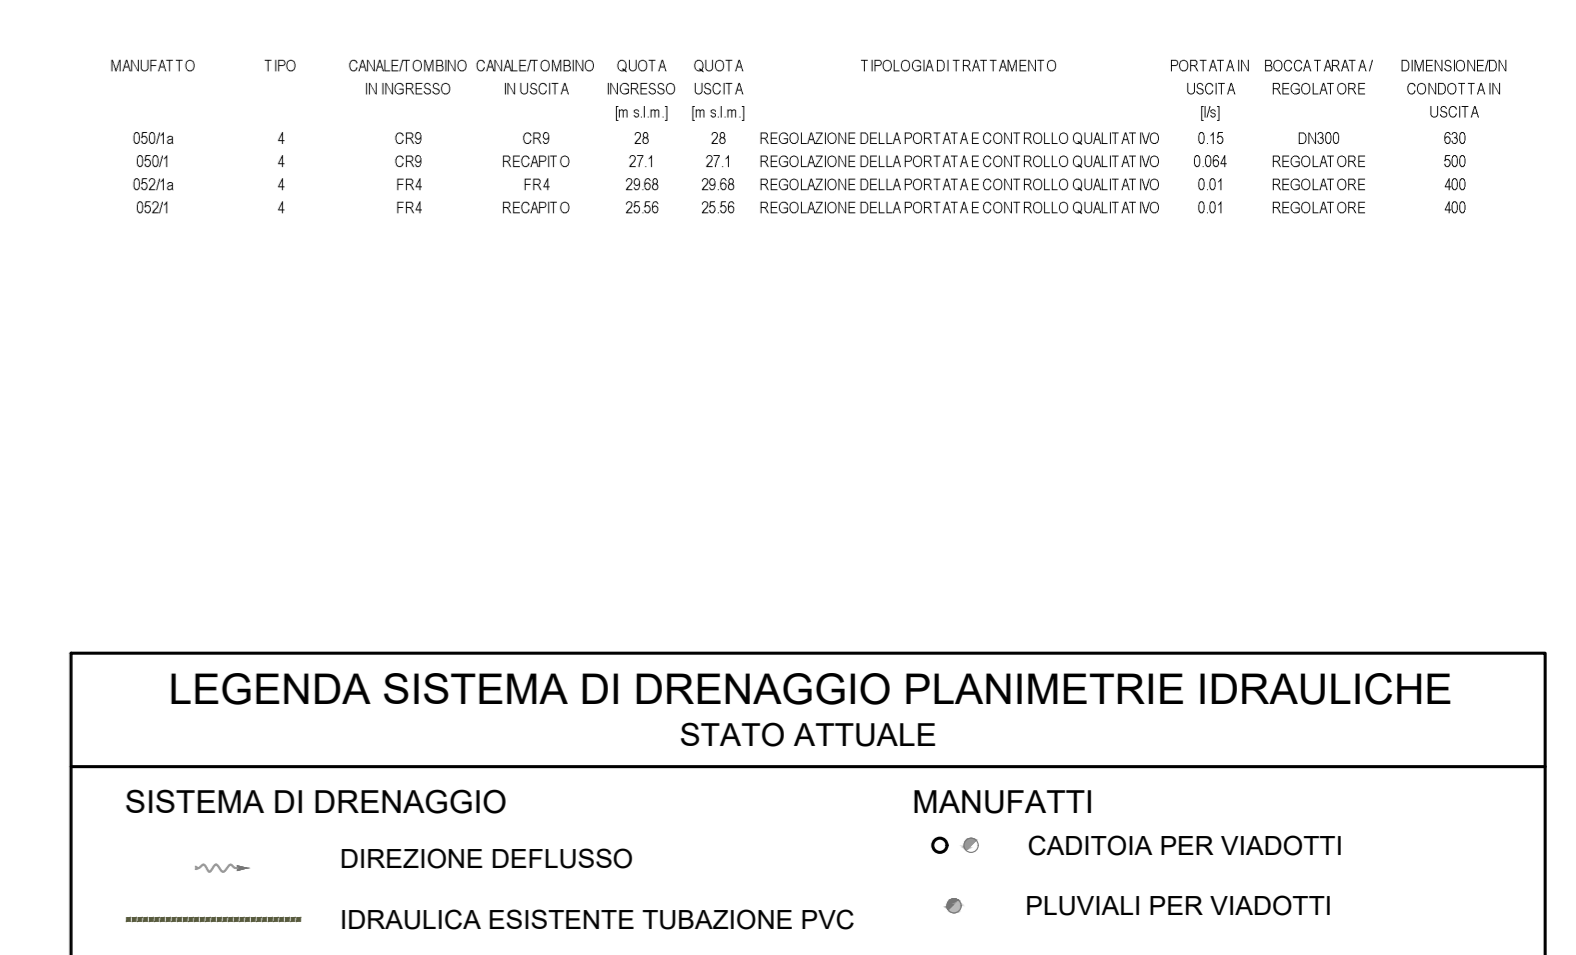 MANUFATTO TIPO CANALE/TOMBINO CANALE/TOMBINO QUOTA QUOTA TIPOLOGIA DI TRATTAMENTO PORTATA IN BOCCA TARATA/ DIMENSIONE/DN
IN INGRESSO IN USCITA INGRESSO USCITA USCITA REGOLATORE CONDOTTA IN
[m s.l.m.] [m s.l.m.] [l/s] USCITA
050/1a 4 CR9 CR9 28 28 REGOLAZIONE DELLA PORTATA E CONTROLLO QUALITATIVO 0.15 DN300 630
050/1 4 CR9 RECAPITO 27.1 27.1 REGOLAZIONE DELLA PORTATA E CONTROLLO QUALITATIVO 0.064 REGOLATORE 500
052/1a 4 FR4 FR4 29.68 29.68 REGOLAZIONE DELLA PORTATA E CONTROLLO QUALITATIVO 0.01 REGOLATORE 400
052/1 4 FR4 RECAPITO 25.56 25.56 REGOLAZIONE DELLA PORTATA E CONTROLLO QUALITATIVO 0.01 REGOLATORE 400
LEGENDA SISTEMA DI DRENAGGIO PLANIMETRIE IDRAULICHE
STATO ATTUALE
SISTEMA DI DRENAGGIO
DIREZIONE DEFLUSSO
IDRAULICA ESISTENTE TUBAZIONE PVC
MANUFATTI
CADITOIA PER VIADOTTI
PLUVIALI PER VIADOTTI